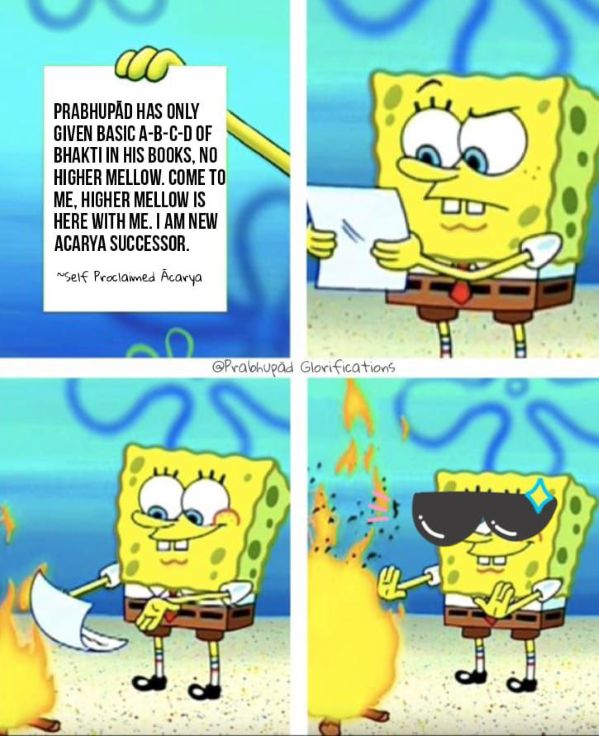 PRABHUPĀD HAS ONLY
GIVEN BASIC A-B-C-D OF
BHAKTI IN HIS BOOKS, NO
HIGHER MELLOW. COME TO
ME, HIGHER MELLOW IS
HERE WITH ME. I AM NEW
ACARYA SUCCESSOR.
~Self Proclaimed Ācarya
@Prabhupād Glorifications